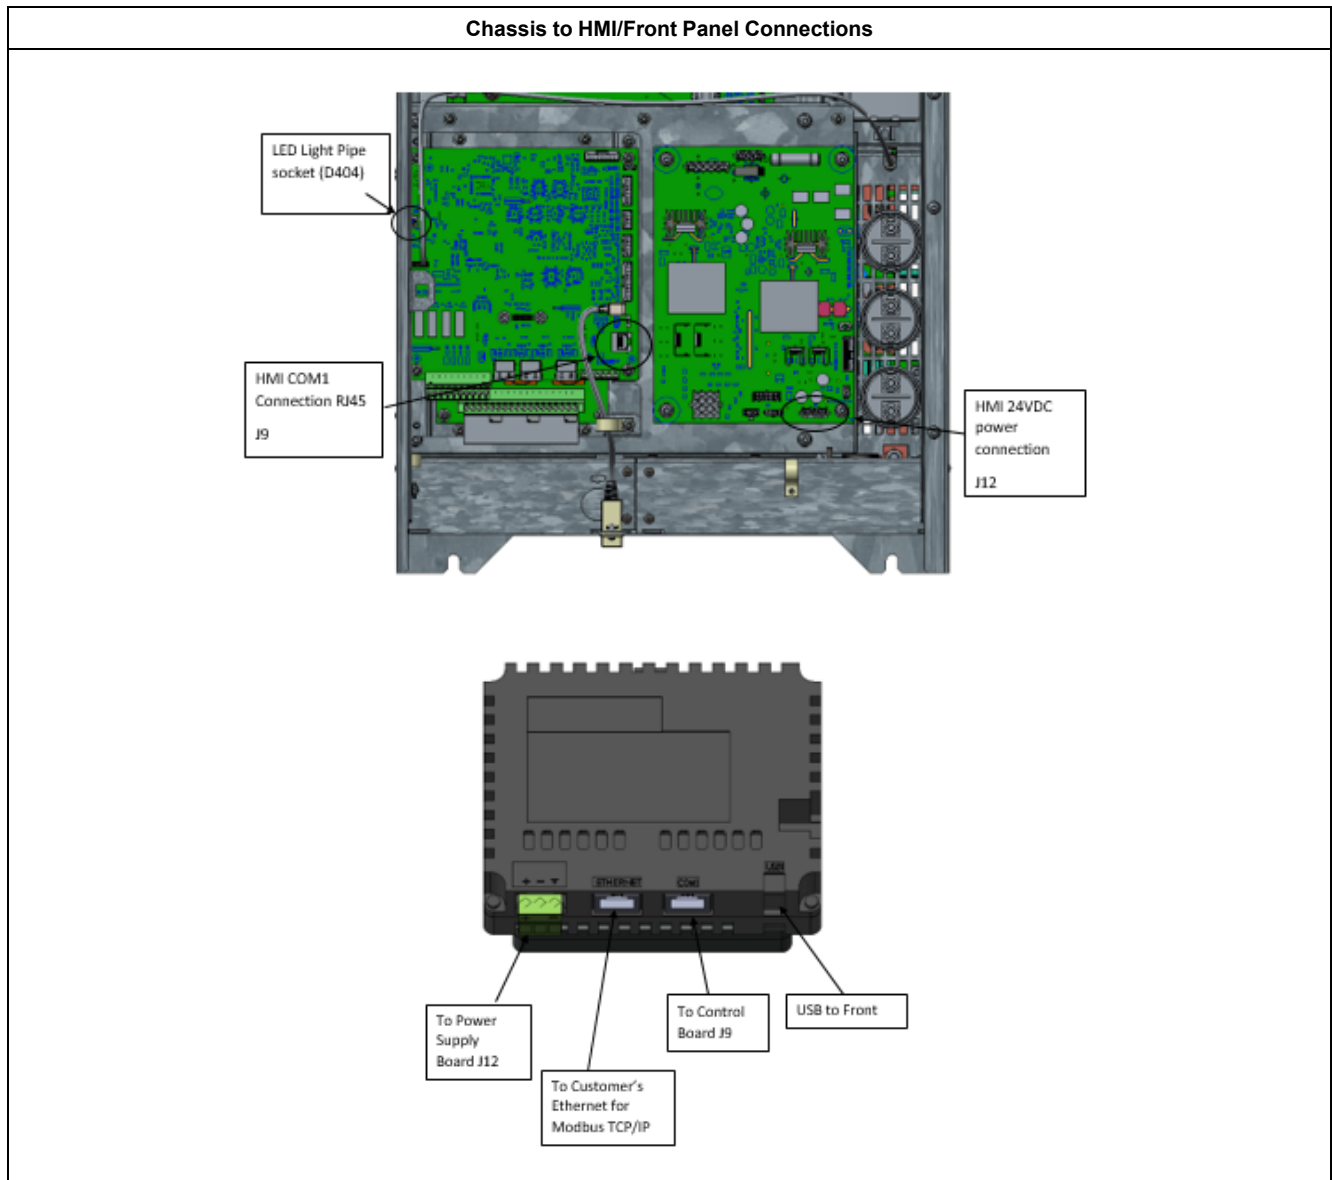 Chassis to HMI/Front Panel Connections
LED Light Pipe
socket (D404)
HMI COM1
Connection RJ45
J9
HMI 24VDC
power
connection
J12
USB
+ -
ETHERNET
COM1
To Power
Supply
Board J12
To Control
Board J9
USB to Front
To Customer's
Ethernet for
Modbus TCP/IP